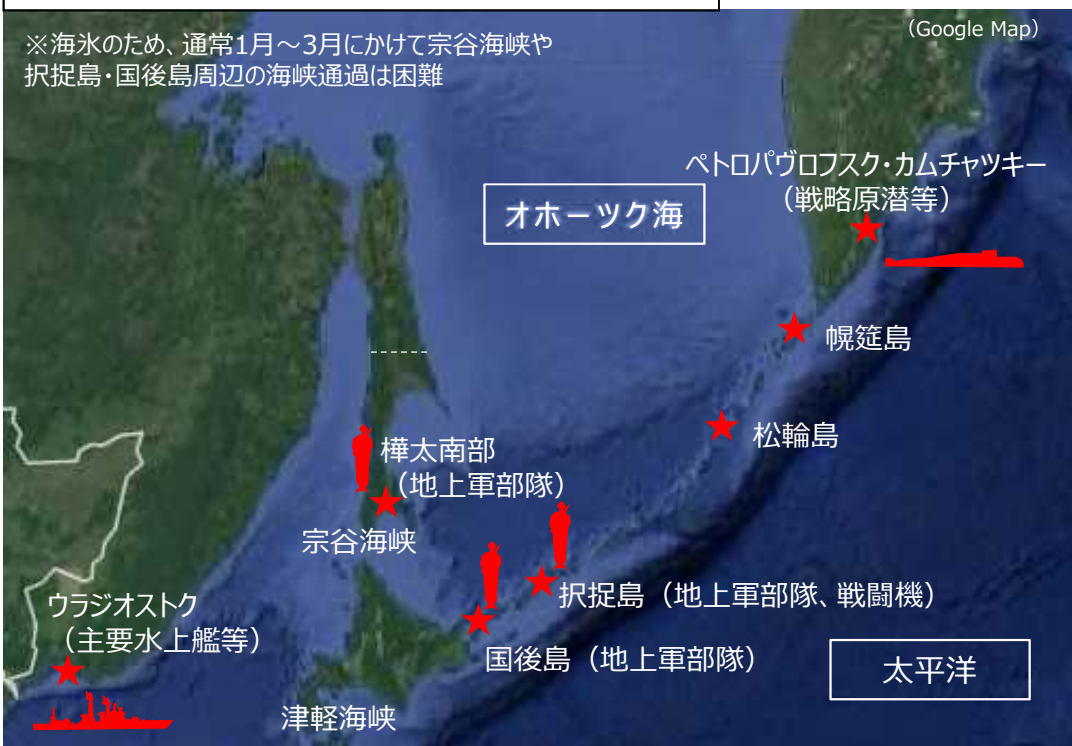 ※海氷のため、通常1月～3月にかけて宗谷海峡や
択捉島・国後島周辺の海峡通過は困難
（Google Map）
ペトロパヴロフスク・カムチャツキー
（戦略原潜等）
オホーツク海
幌筵島
松輪島
樺太南部
（地上軍部隊）
宗谷海峡
択捉島（地上軍部隊、戦闘機）
ウラジオストク
（主要水上艦等）
国後島（地上軍部隊）
太平洋
津軽海峡